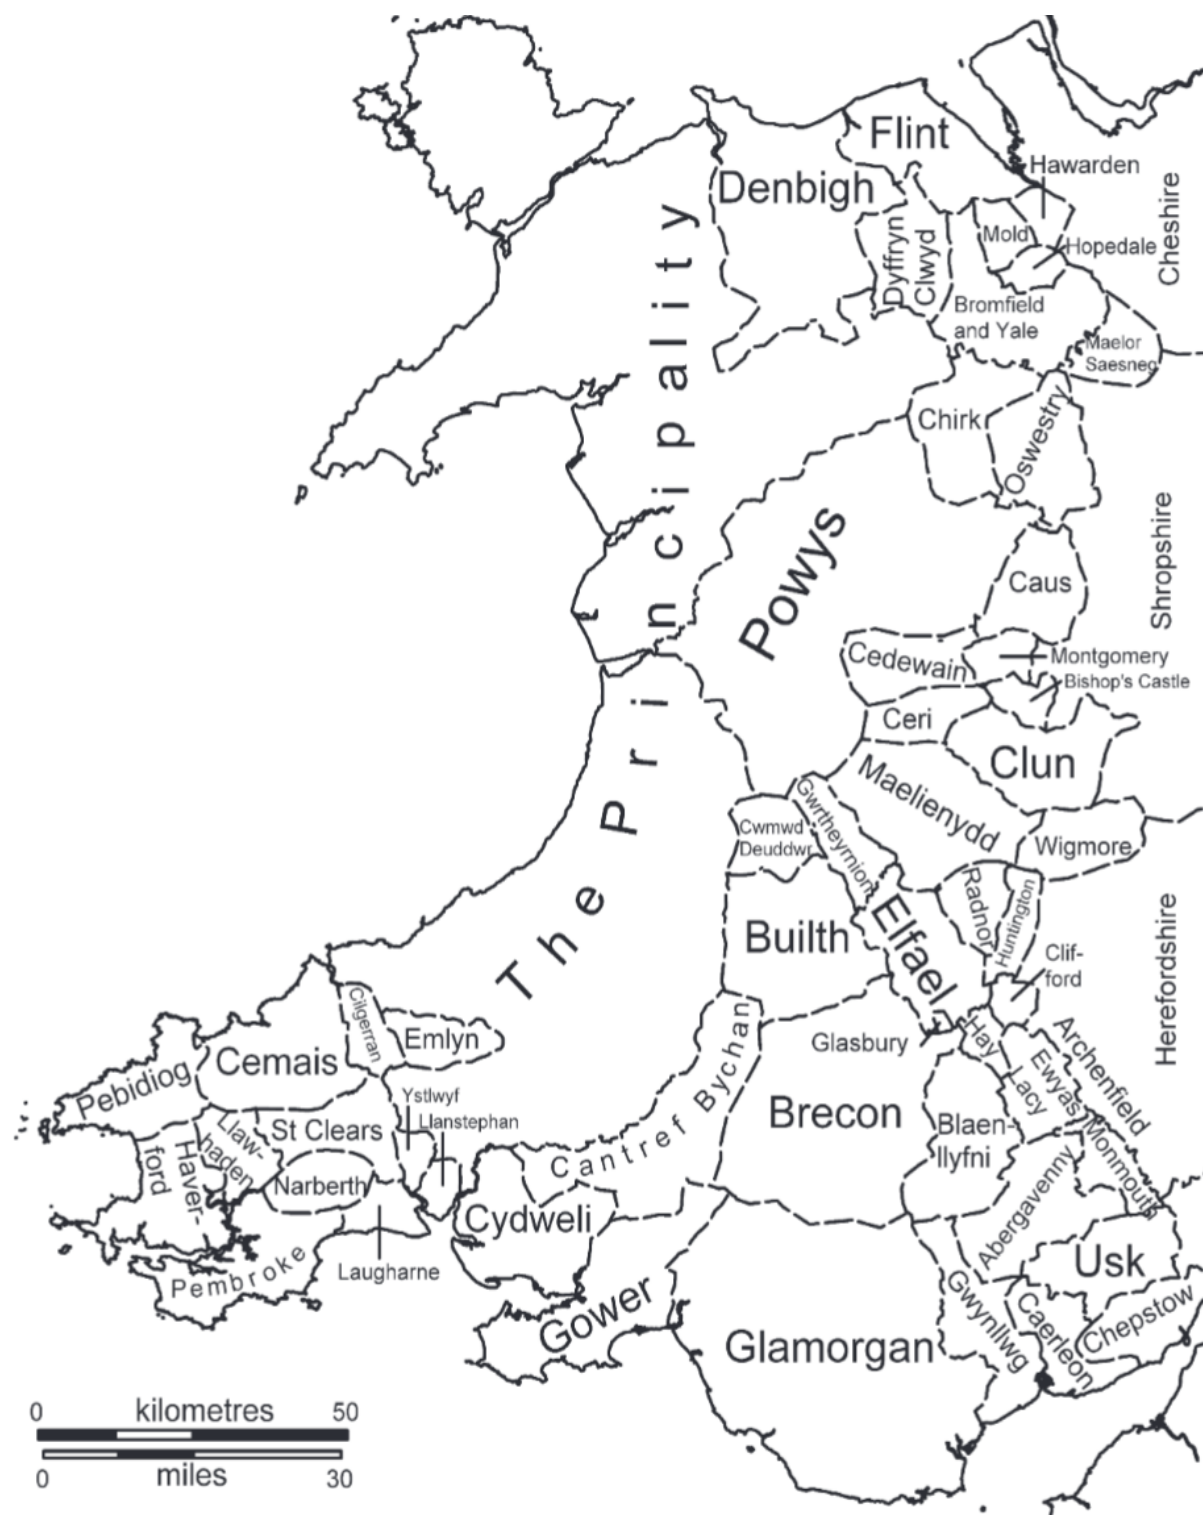 Flint
Hawarden
Denbigh
Cheshire
Dyffryn
Clwyd
Mold
Hopedale
Bromfield
and Yale
Maelor
Saesneg
The Principality
Chirk
Oswestry
Powys
Shropshire
Caus
Cedewain
Montgomery
Bishop's Castle
Ceri
Clun
Maelienydd
Gwrtheyrnion
Cwmwd
Deuddwr
Wigmore
Radnor
Huntington
Elfael
Builth
Clif-
ford
Herefordshire
Cilgerran
Emlyn
Cemais
Pebidiog
Glasbury
Hay
Archenfield
Ewyas
Lacy
Cantref Bychan
Brecon
Blaen-
llyfni
Ystlwyf
Llanstephan
St Clears
Llaw-
haden
Haver-
ford
Narberth
Monmouth
Abergavenny
Cydweli
Pembroke
Laugharne
Usk
Gower
Gwynllwg
Caerleon
Chepstow
Glamorgan
0 kilometres 50
0 miles 30